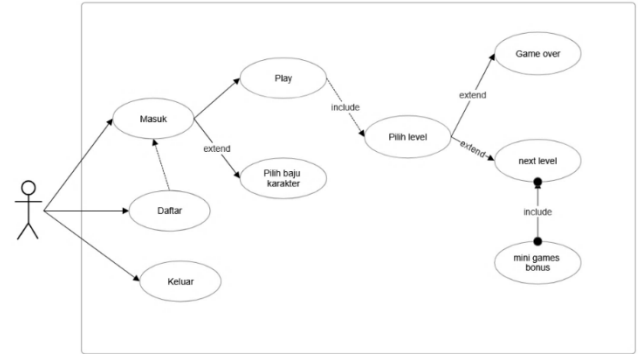 Game over
Play
extend
include
Masuk
Pilih level
extend
extend
next level
Pilih baju
karakter
Daftar
include
mini games
bonus
Keluar